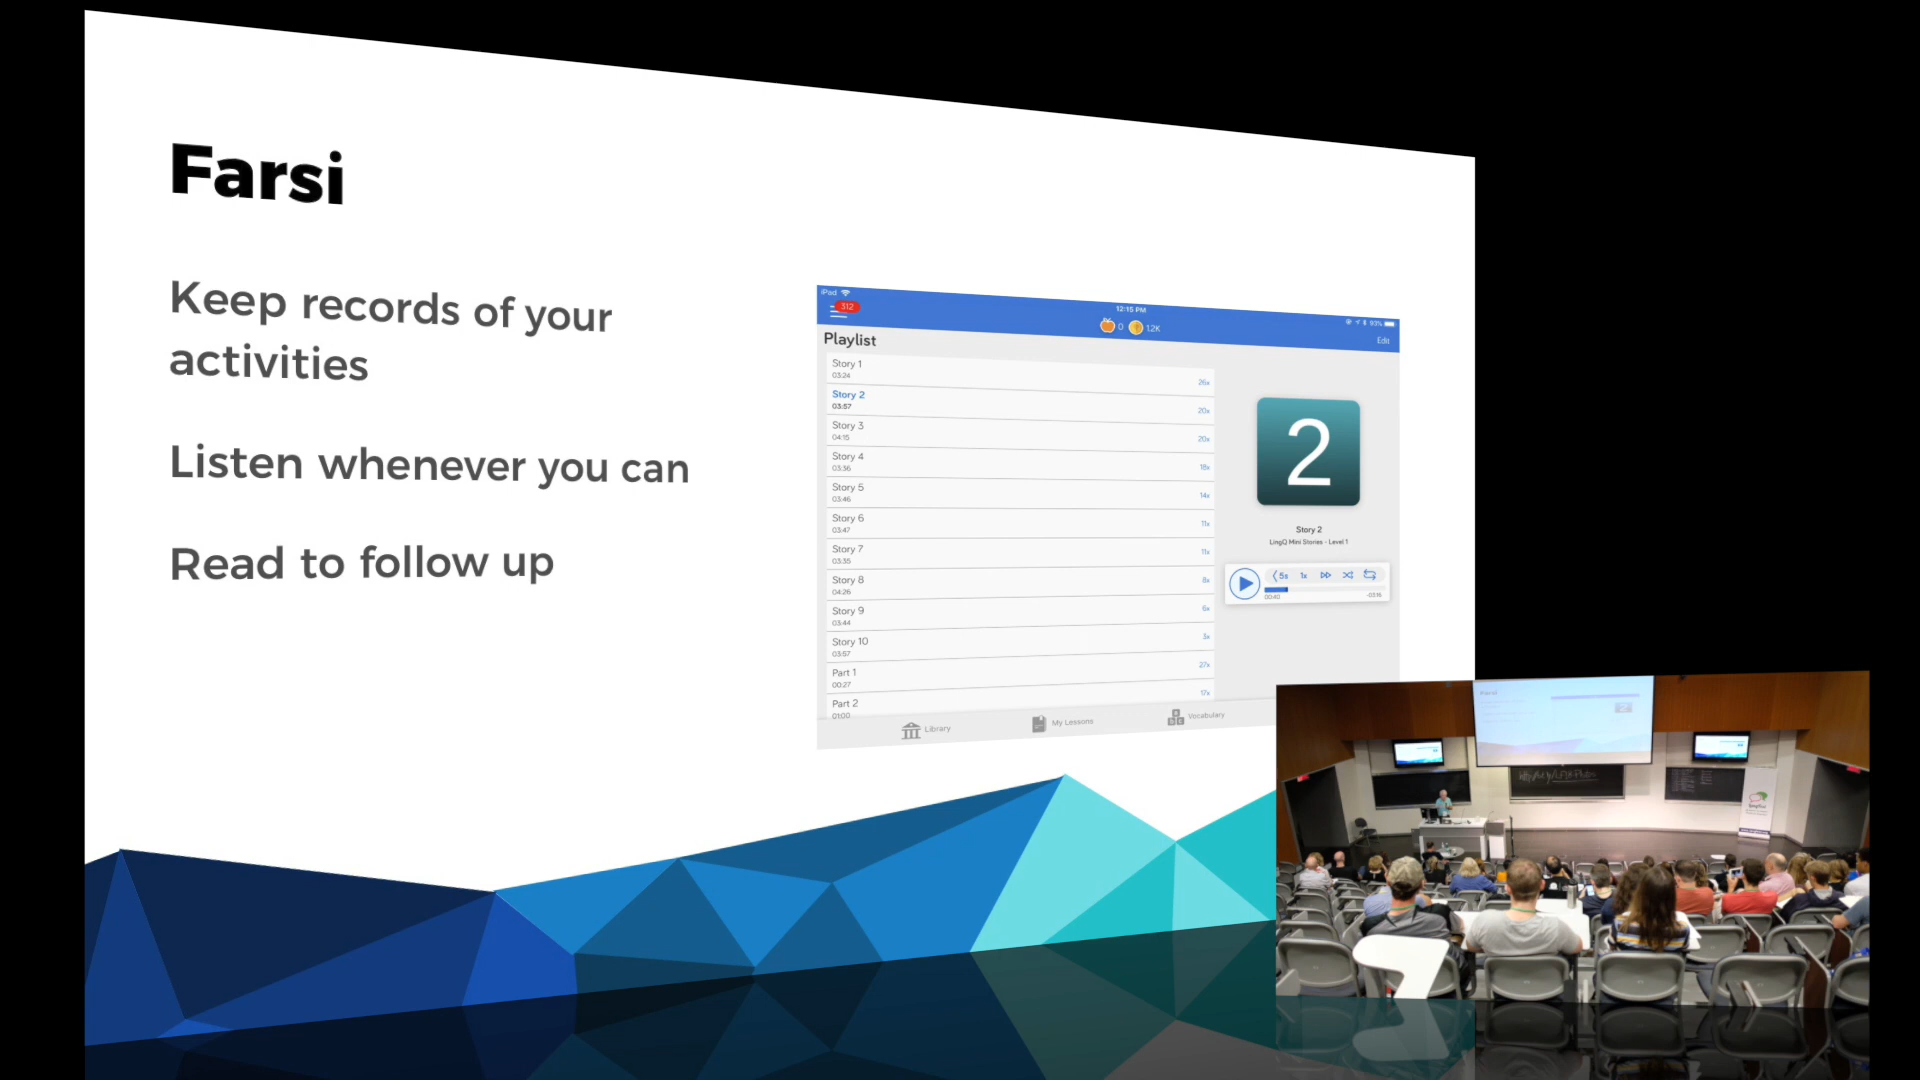 Farsi
Keep records of your
activities
Listen whenever you can
Read to follow up
iPad
312
12:15 PM
93%
0
1.2K
Edit
Playlist
Story 1
03:24
26x
Story 2
03:57
20x
Story 3
04:15
20x
Story 4
03:36
18x
Story 5
03:46
14x
Story 6
03:47
11x
Story 7
03:35
11x
Story 8
04:26
8x
Story 9
03:44
6x
Story 10
03:57
3x
Part 1
00:27
27x
Part 2
01:00
17x
2
Story 2
LingQ Mini Stories - Level 1
5s
1x
00:40
-03:16
Library
My Lessons
Vocabulary